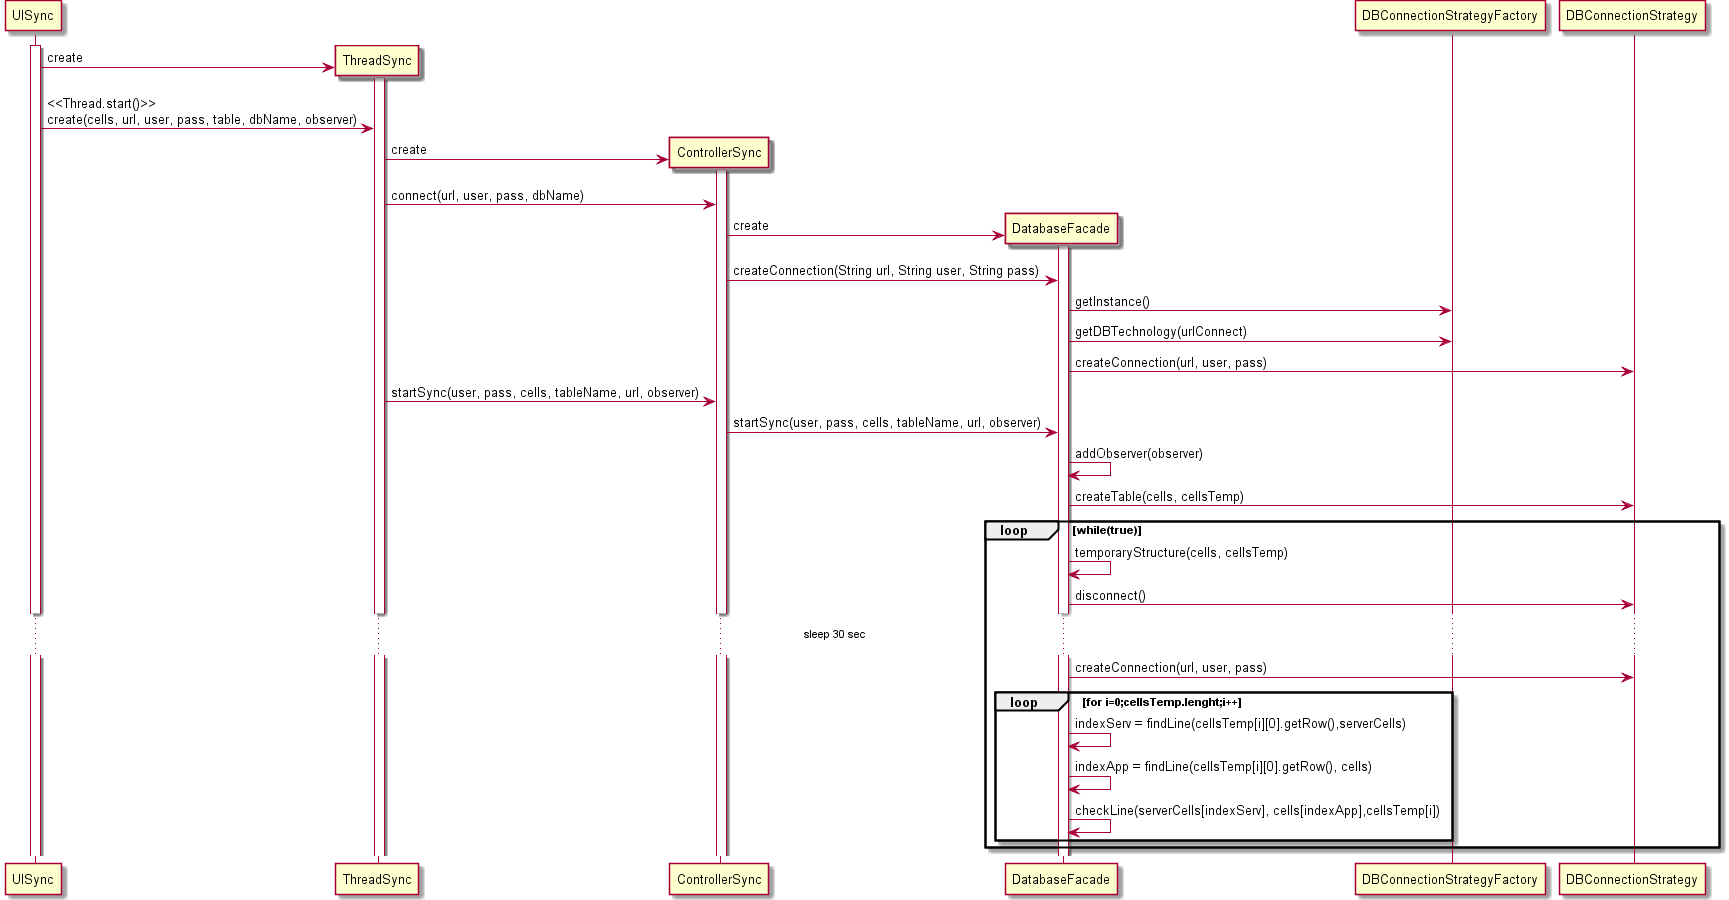 UISync
DBConnectionStrategyFactory
DBConnectionStrategy
create
ThreadSync
<<Thread.start()>>
create(cells, url, user, pass, table, dbName, observer)
create
ControllerSync
connect(url, user, pass, dbName)
create
DatabaseFacade
createConnection(String url, String user, String pass)
getInstance()
getDBTechnology(urlConnect)
createConnection(url, user, pass)
startSync(user, pass, cells, tableName, url, observer)
startSync(user, pass, cells, tableName, url, observer)
addObserver(observer)
createTable(cells, cellsTemp)
loop [while(true)]
temporaryStructure(cells, cellsTemp)
disconnect()
sleep 30 sec
createConnection(url, user, pass)
loop [for i=0;cellsTemp.lenght;i++]
indexServ = findLine(cellsTemp[i][0].getRow(),serverCells)
indexApp = findLine(cellsTemp[i][0].getRow(), cells)
checkLine(serverCells[indexServ], cells[indexApp],cellsTemp[i])
UISync
ThreadSync
ControllerSync
DatabaseFacade
DBConnectionStrategyFactory
DBConnectionStrategy